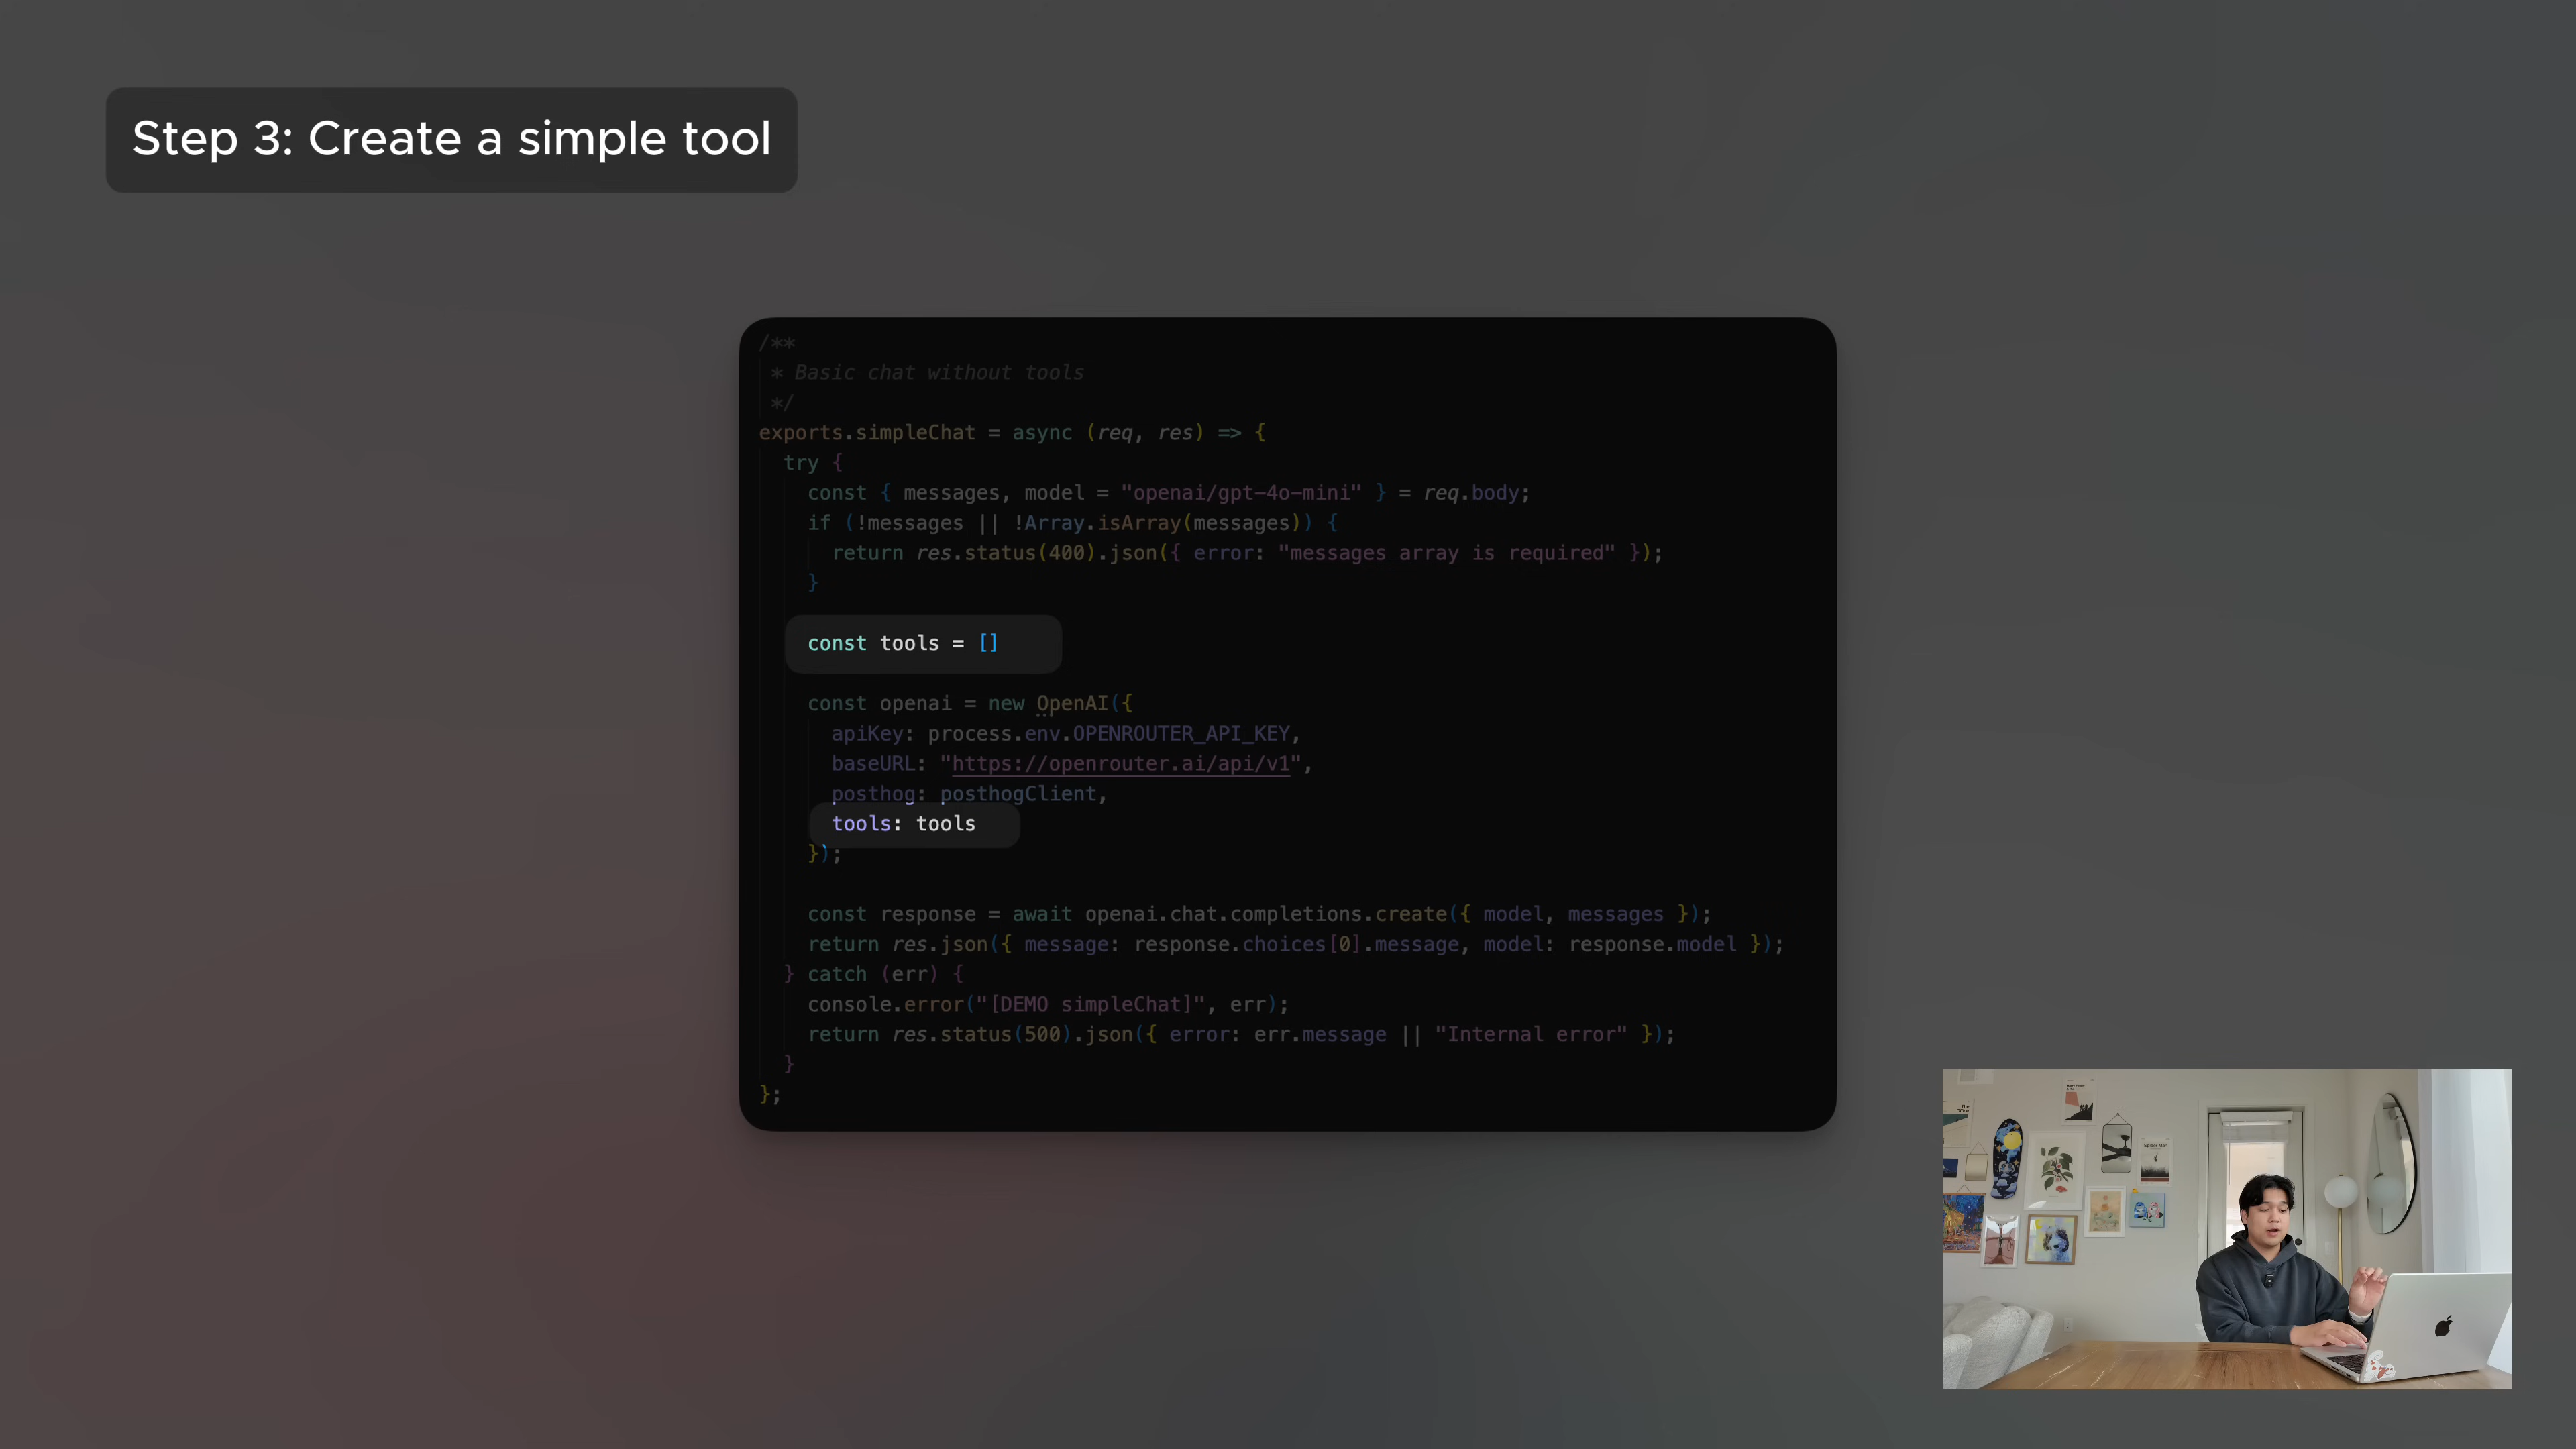 Step 3: Create a simple tool
/**
* Basic chat without tools
*/
exports.simpleChat = async (req, res) => {
try {
const { messages, model = "openai/gpt-4o-mini" } = req.body;
if (!messages || !Array.isArray(messages)) {
return res.status(400).json({ error: "messages array is required" });
}
const tools = []
const openai = new OpenAI({
apiKey: process.env.OPENROUTER_API_KEY,
baseURL: "https://openrouter.ai/api/v1",
posthog: posthogClient,
tools: tools
});
const response = await openai.chat.completions.create({ model, messages });
return res.json({ message: response.choices[0].message, model: response.model });
} catch (err) {
console.error("[DEMO simpleChat]", err);
return res.status(500).json({ error: err.message || "Internal error" });
}
};